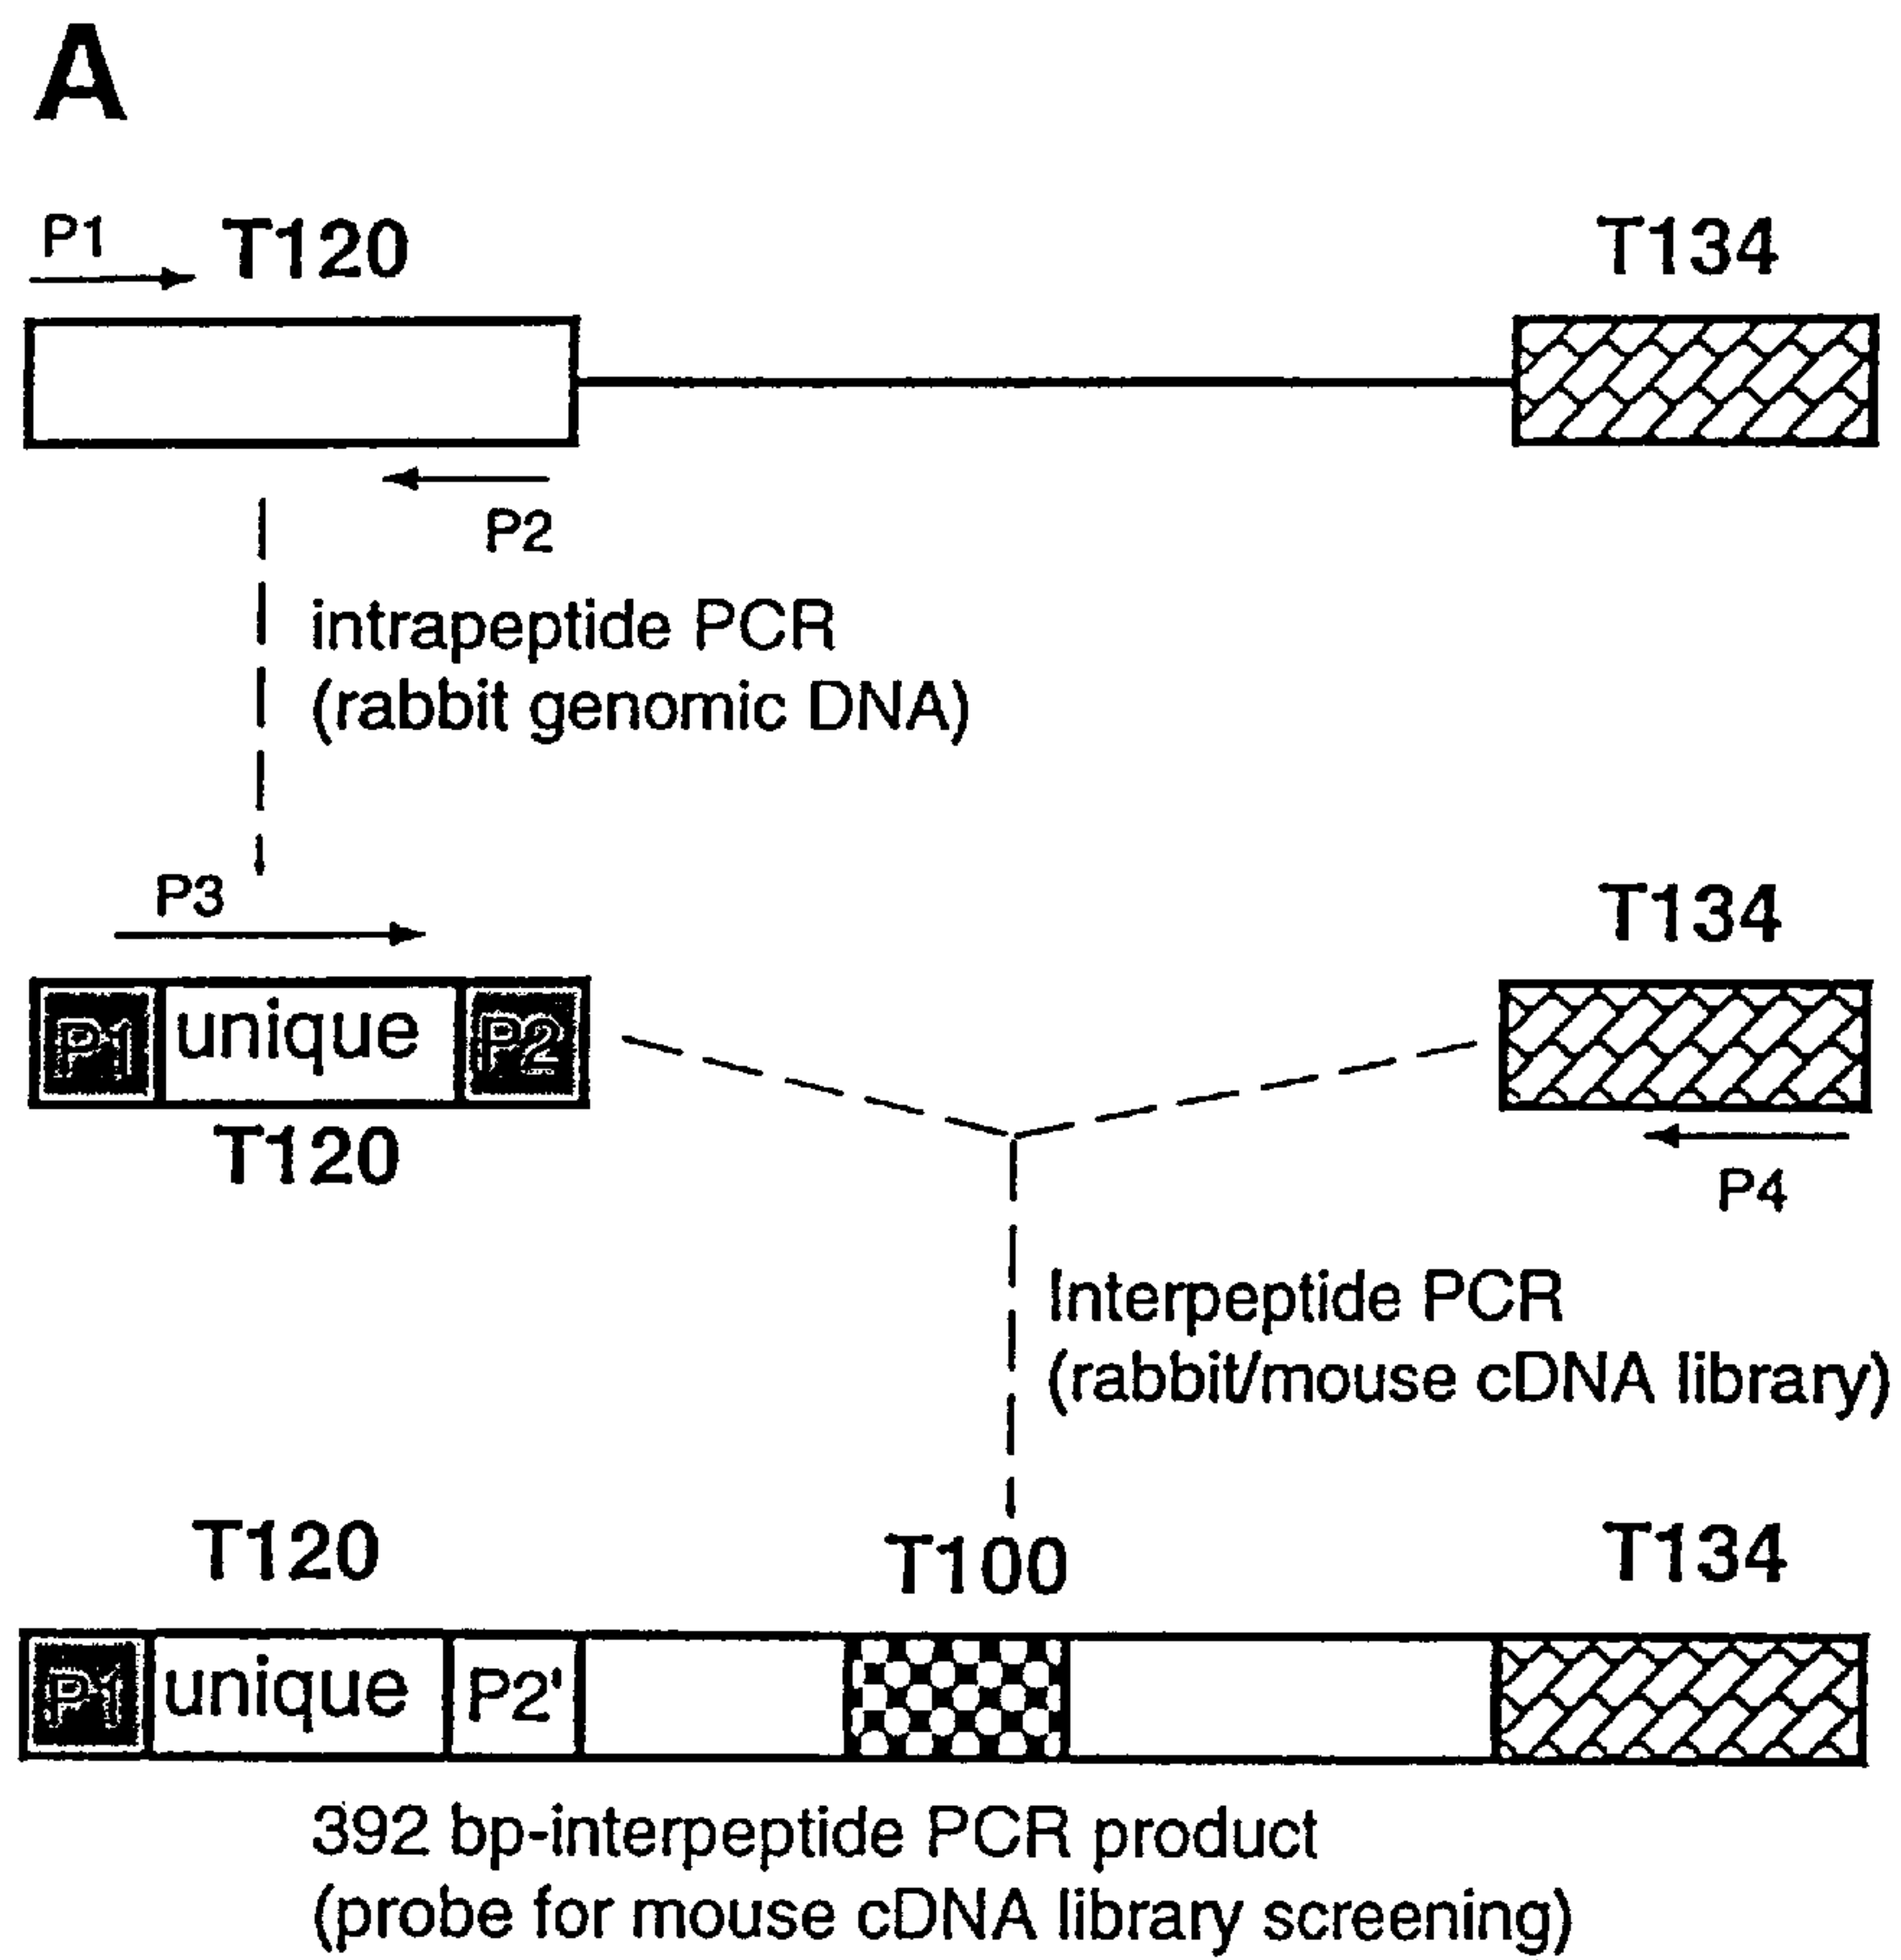 A
P1
T120
T134
P2
intrapeptide PCR
(rabbit genomic DNA)
P3
T134
P1 unique P2
T120
P4
Interpeptide PCR
(rabbit/mouse cDNA library)
T120
T100
T134
P1 unique P2'
392 bp-interpeptide PCR product
(probe for mouse cDNA library screening)